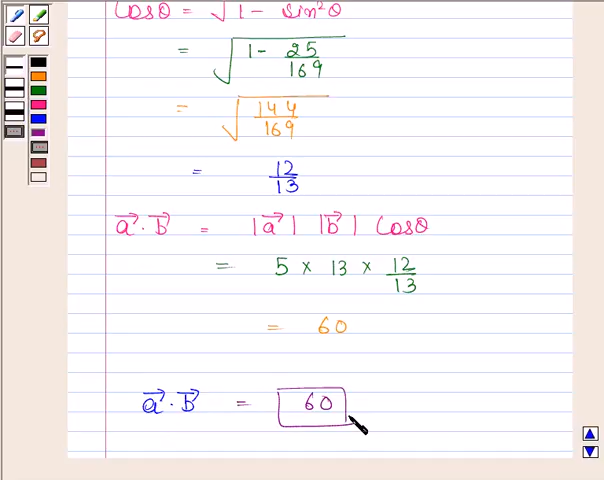 Cosθ = √1 - sin²θ
= √1 - 25/169
= √144/169
= 12/13
a⃗ . b⃗ = |a⃗| |b⃗| Cosθ
= 5 × 13 × 12/13
= 60
a⃗ . b⃗ = 60